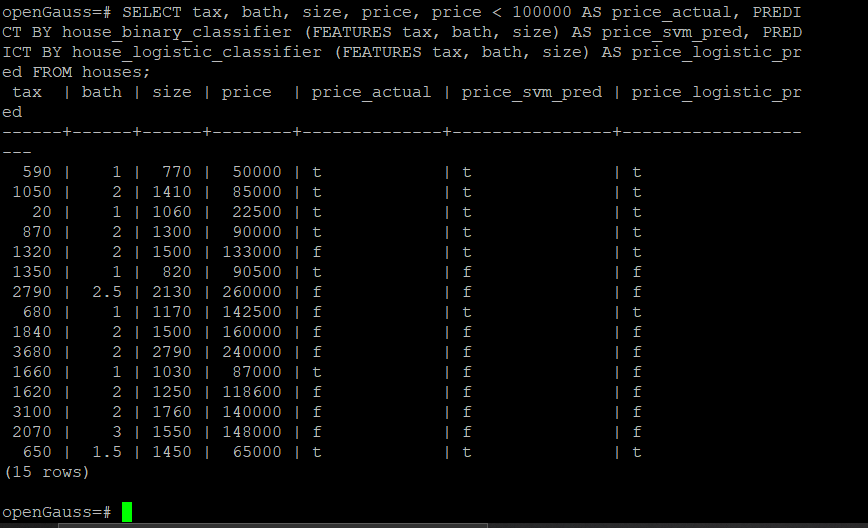 openGauss=# SELECT tax, bath, size, price, price < 100000 AS price_actual, PREDI
CT BY house_binary_classifier (FEATURES tax, bath, size) AS price_svm_pred, PRED
ICT BY house_logistic_classifier (FEATURES tax, bath, size) AS price_logistic_pr
ed FROM houses;
 tax  | bath | size | price  | price_actual | price_svm_pred | price_logistic_pr
ed
------+------+------+--------+--------------+----------------+------------------
---
  590 |    1 |  770 |  50000 | t            | t              | t
 1050 |    2 | 1410 |  85000 | t            | t              | t
   20 |    1 | 1060 |  22500 | t            | t              | t
  870 |    2 | 1300 |  90000 | t            | t              | t
 1320 |    2 | 1500 | 133000 | f            | t              | t
 1350 |    1 |  820 |  90500 | t            | f              | f
 2790 |  2.5 | 2130 | 260000 | f            | f              | f
  680 |    1 | 1170 | 142500 | f            | t              | t
 1840 |    2 | 1500 | 160000 | f            | f              | f
 3680 |    2 | 2790 | 240000 | f            | f              | f
 1660 |    1 | 1030 |  87000 | t            | f              | f
 1620 |    2 | 1250 | 118600 | f            | f              | f
 3100 |    2 | 1760 | 140000 | f            | f              | f
 2070 |    3 | 1550 | 148000 | f            | f              | f
  650 |  1.5 | 1450 |  65000 | t            | t              | t
(15 rows)
openGauss=#